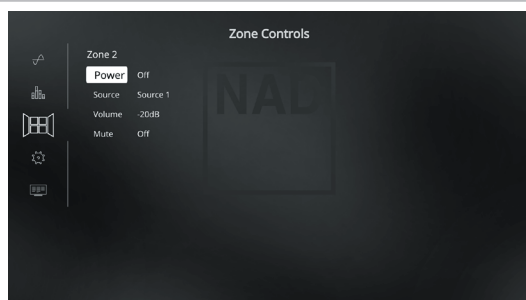 Zone Controls
Zone 2
Power Off
Source Source 1
Volume -20dB
Mute Off
NAD